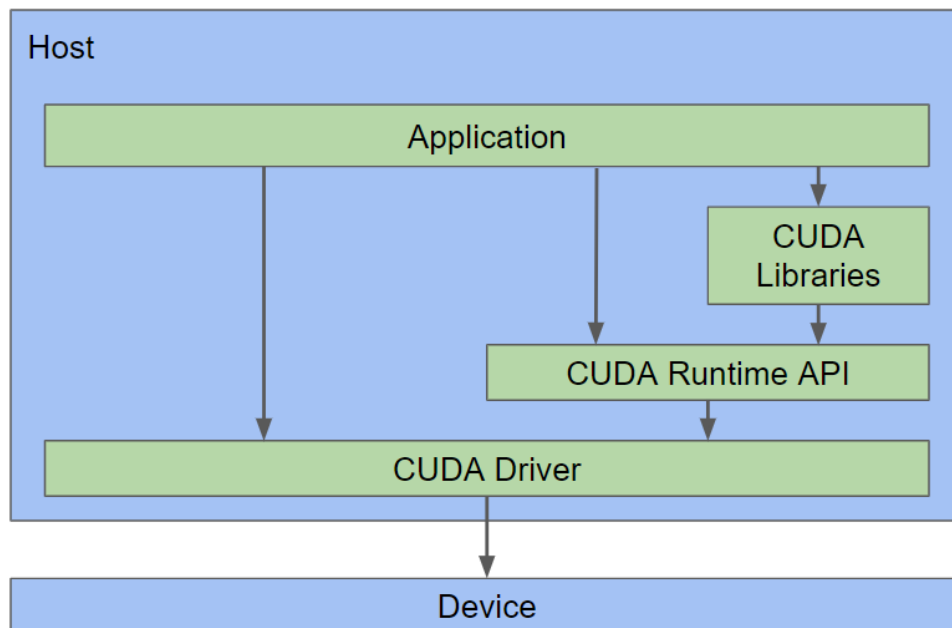 Host
Application
CUDA
Libraries
CUDA Runtime API
CUDA Driver
Device